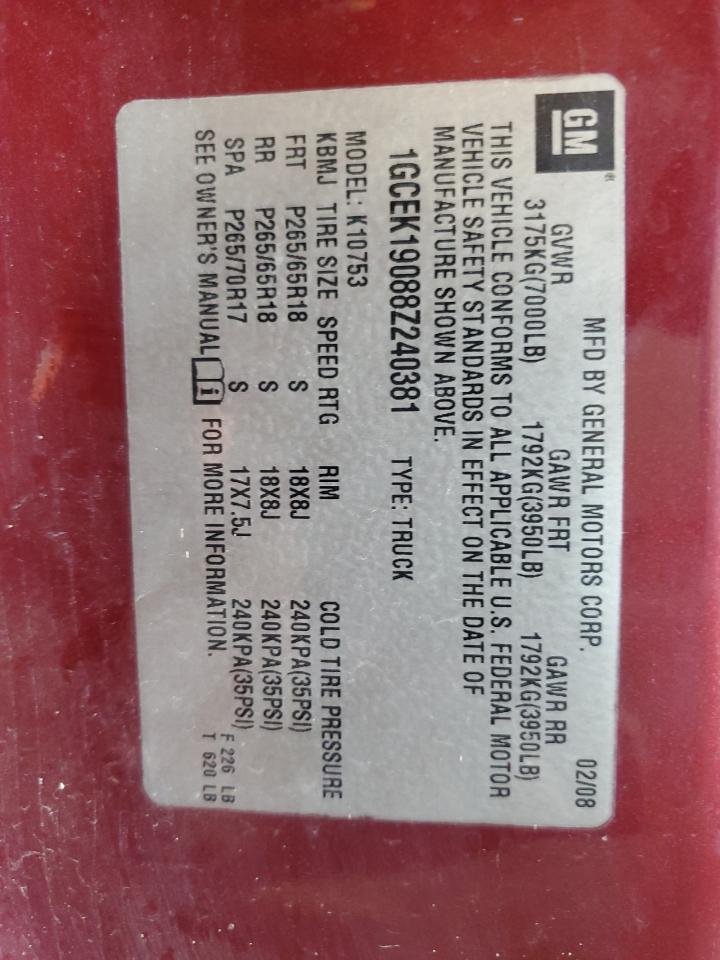 GM®
MFD BY GENERAL MOTORS CORP. 02/08
GVWR GAWR FRT GAWR RR
3175KG(7000LB) 1792KG(3950LB) 1792KG(3950LB)
THIS VEHICLE CONFORMS TO ALL APPLICABLE U.S. FEDERAL MOTOR
VEHICLE SAFETY STANDARDS IN EFFECT ON THE DATE OF
MANUFACTURE SHOWN ABOVE.
1GCEK19088Z240381 TYPE: TRUCK
MODEL: K10753
KBMJ TIRE SIZE SPEED RTG RIM COLD TIRE PRESSURE
FRT P265/65R18 S 18X8J 240KPA(35PSI)
RR P265/65R18 S 18X8J 240KPA(35PSI)
SPA P265/70R17 S 17X7.5J 240KPA(35PSI)
SEE OWNER'S MANUAL i FOR MORE INFORMATION.
F 226 LB
T 620 LB